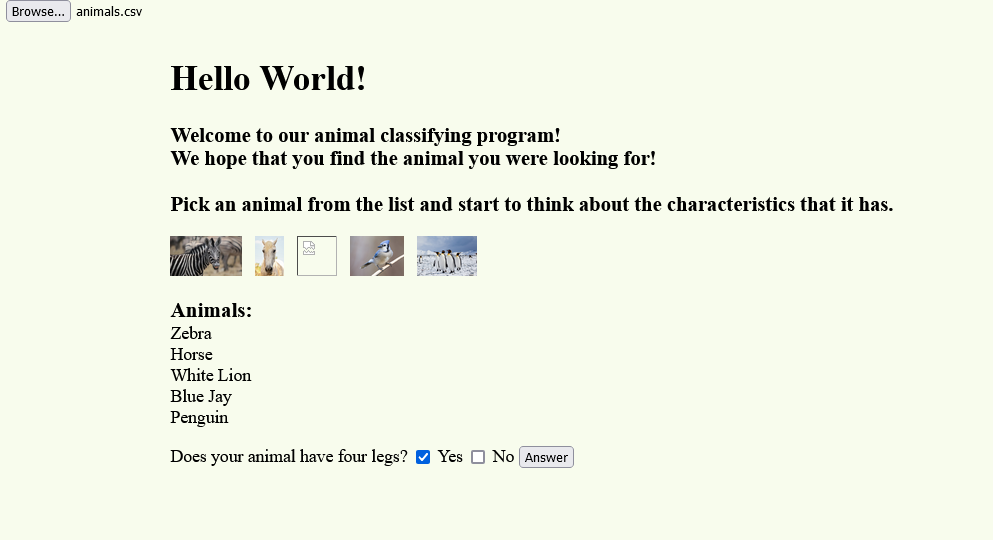 Browse... animals.csv
Hello World!
Welcome to our animal classifying program!
We hope that you find the animal you were looking for!
Pick an animal from the list and start to think about the characteristics that it has.
Animals:
Zebra
Horse
White Lion
Blue Jay
Penguin
Does your animal have four legs? Yes No Answer